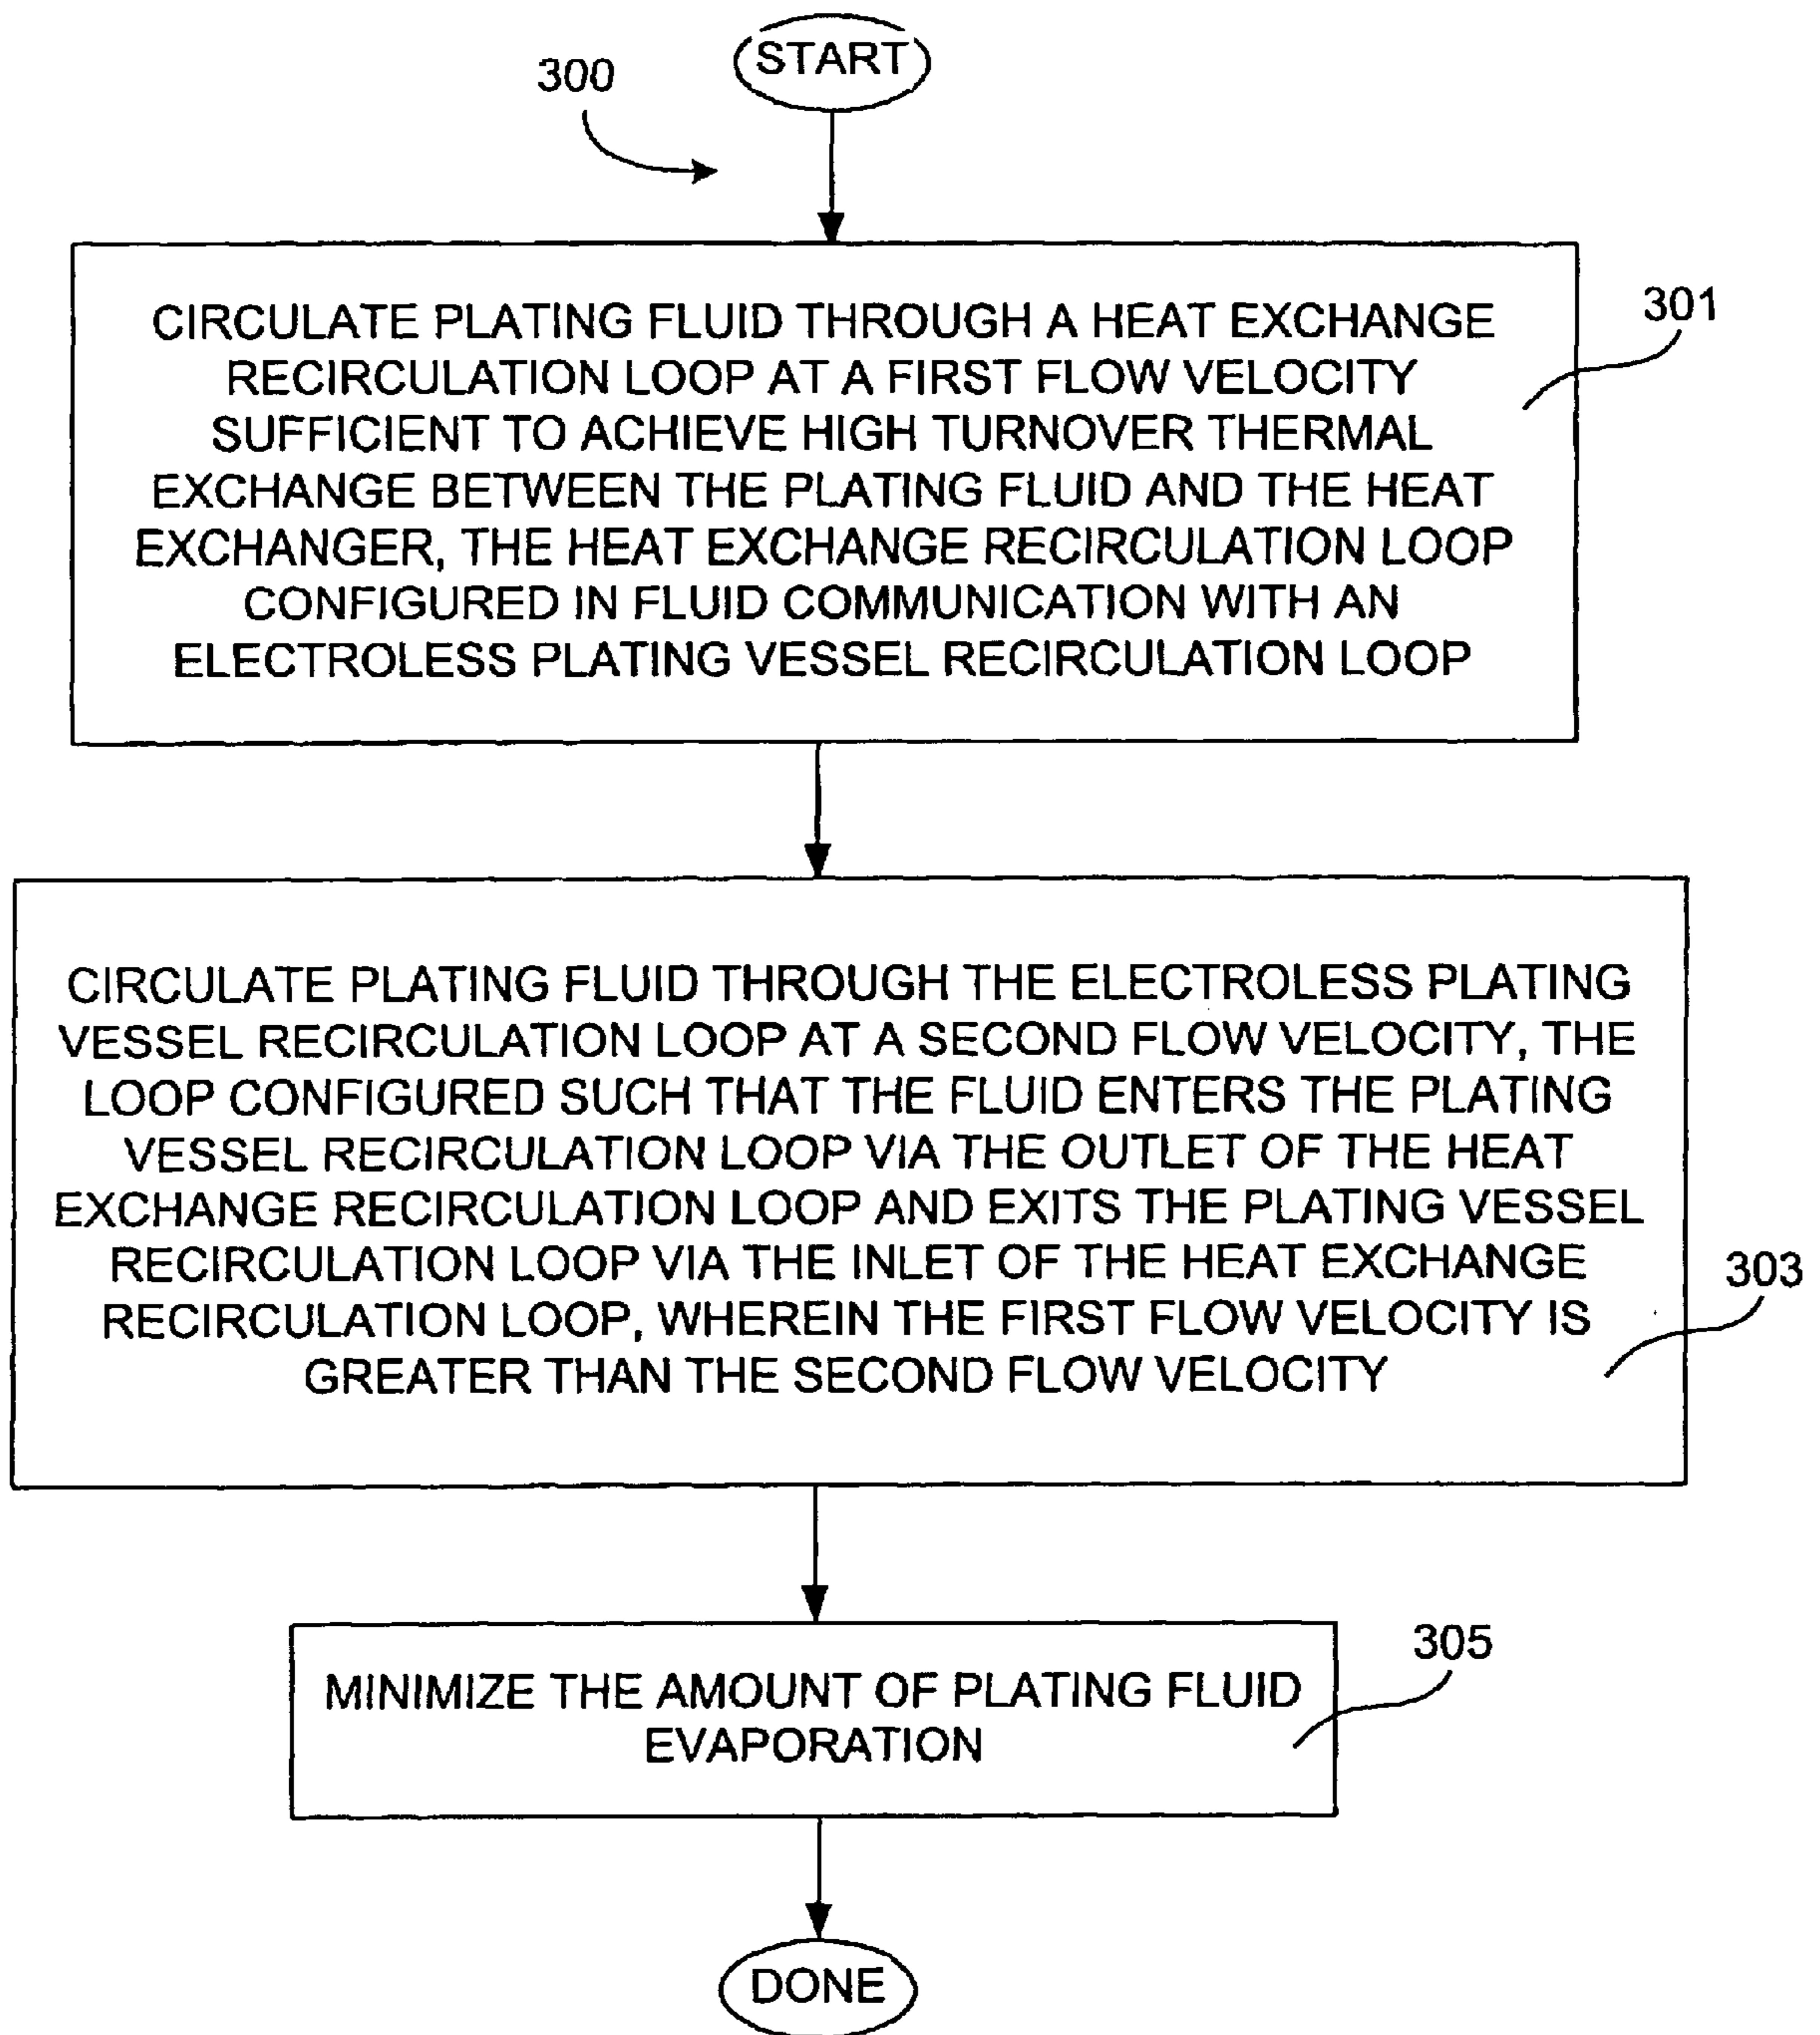 START
300
CIRCULATE PLATING FLUID THROUGH A HEAT EXCHANGE
RECIRCULATION LOOP AT A FIRST FLOW VELOCITY
SUFFICIENT TO ACHIEVE HIGH TURNOVER THERMAL
EXCHANGE BETWEEN THE PLATING FLUID AND THE HEAT
EXCHANGER, THE HEAT EXCHANGE RECIRCULATION LOOP
CONFIGURED IN FLUID COMMUNICATION WITH AN
ELECTROLESS PLATING VESSEL RECIRCULATION LOOP
301
CIRCULATE PLATING FLUID THROUGH THE ELECTROLESS PLATING
VESSEL RECIRCULATION LOOP AT A SECOND FLOW VELOCITY, THE
LOOP CONFIGURED SUCH THAT THE FLUID ENTERS THE PLATING
VESSEL RECIRCULATION LOOP VIA THE OUTLET OF THE HEAT
EXCHANGE RECIRCULATION LOOP AND EXITS THE PLATING VESSEL
RECIRCULATION LOOP VIA THE INLET OF THE HEAT EXCHANGE
RECIRCULATION LOOP, WHEREIN THE FIRST FLOW VELOCITY IS
GREATER THAN THE SECOND FLOW VELOCITY
303
MINIMIZE THE AMOUNT OF PLATING FLUID
EVAPORATION
305
DONE